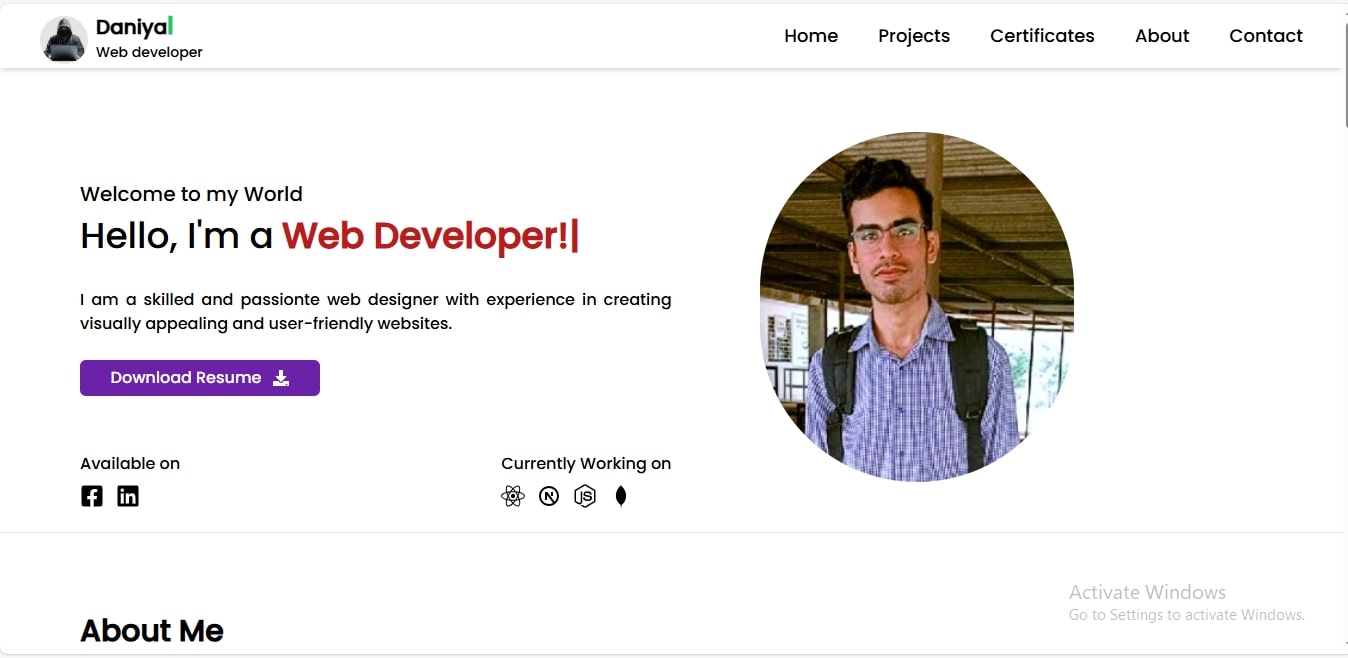 Daniyal
Web developer
Home
Projects
Certificates
About
Contact
Welcome to my World
Hello, I'm a Web Developer!|
I am a skilled and passionte web designer with experience in creating
visually appealing and user-friendly websites.
Download Resume
Available on
Currently Working on
in
N
JS
About Me
Activate Windows
Go to Settings to activate Windows.